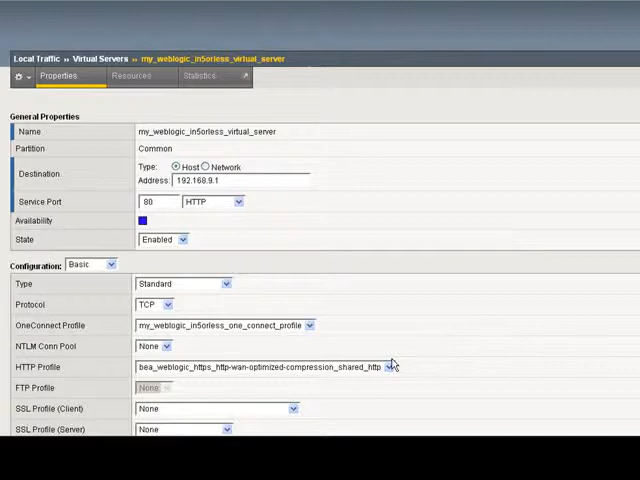 Local Traffic ›› Virtual Servers ›› my_weblogic_in5orless_virtual_server
Properties Resources Statistics
General Properties
Name my_weblogic_in5orless_virtual_server
Partition Common
Destination Type: Host Network
Address: 192.168.9.1
Service Port 80 HTTP
Availability
State Enabled
Configuration: Basic
Type Standard
Protocol TCP
OneConnect Profile my_weblogic_in5orless_one_connect_profile
NTLM Conn Pool None
HTTP Profile bea_weblogic_https_http-wan-optimized-compression_shared_http
FTP Profile None
SSL Profile (Client) None
SSL Profile (Server) None